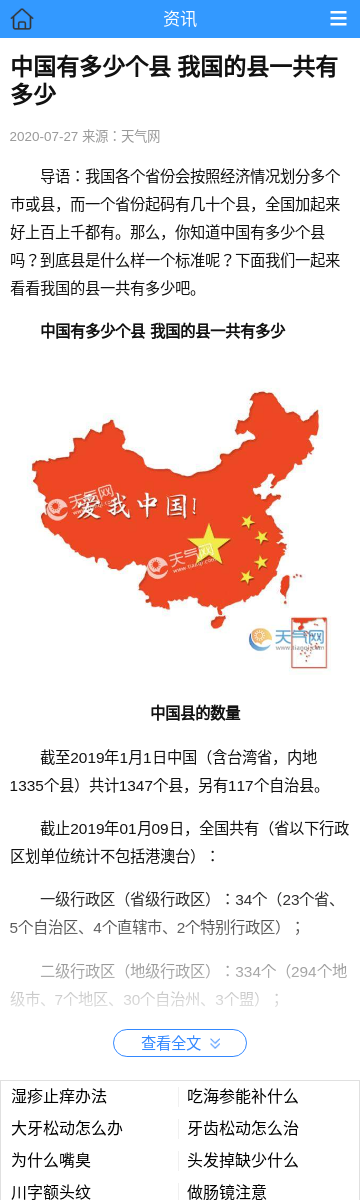 资讯
中国有多少个县 我国的县一共有
多少
2020-07-27 来源：天气网
导语：我国各个省份会按照经济情况划分多个
市或县，而一个省份起码有几十个县，全国加起来
好上百上千都有。那么，你知道中国有多少个县
吗？到底县是什么样一个标准呢？下面我们一起来
看看我国的县一共有多少吧。
中国有多少个县 我国的县一共有多少
爱我中国!
天气网
www.tianqi.com
天气网
www.tianqi.com
天气网
www.tianqi.com
中国县的数量
截至2019年1月1日中国（含台湾省，内地
1335个县）共计1347个县，另有117个自治县。
截止2019年01月09日，全国共有（省以下行政
区划单位统计不包括港澳台）：
一级行政区（省级行政区）：34个（23个省、
5个自治区、4个直辖市、2个特别行政区）；
二级行政区（地级行政区）：334个（294个地
级市、7个地区、30个自治州、3个盟）；
查看全文
湿疹止痒办法 吃海参能补什么
大牙松动怎么办 牙齿松动怎么治
为什么嘴臭 头发掉缺少什么
川字额头纹 做肠镜注意